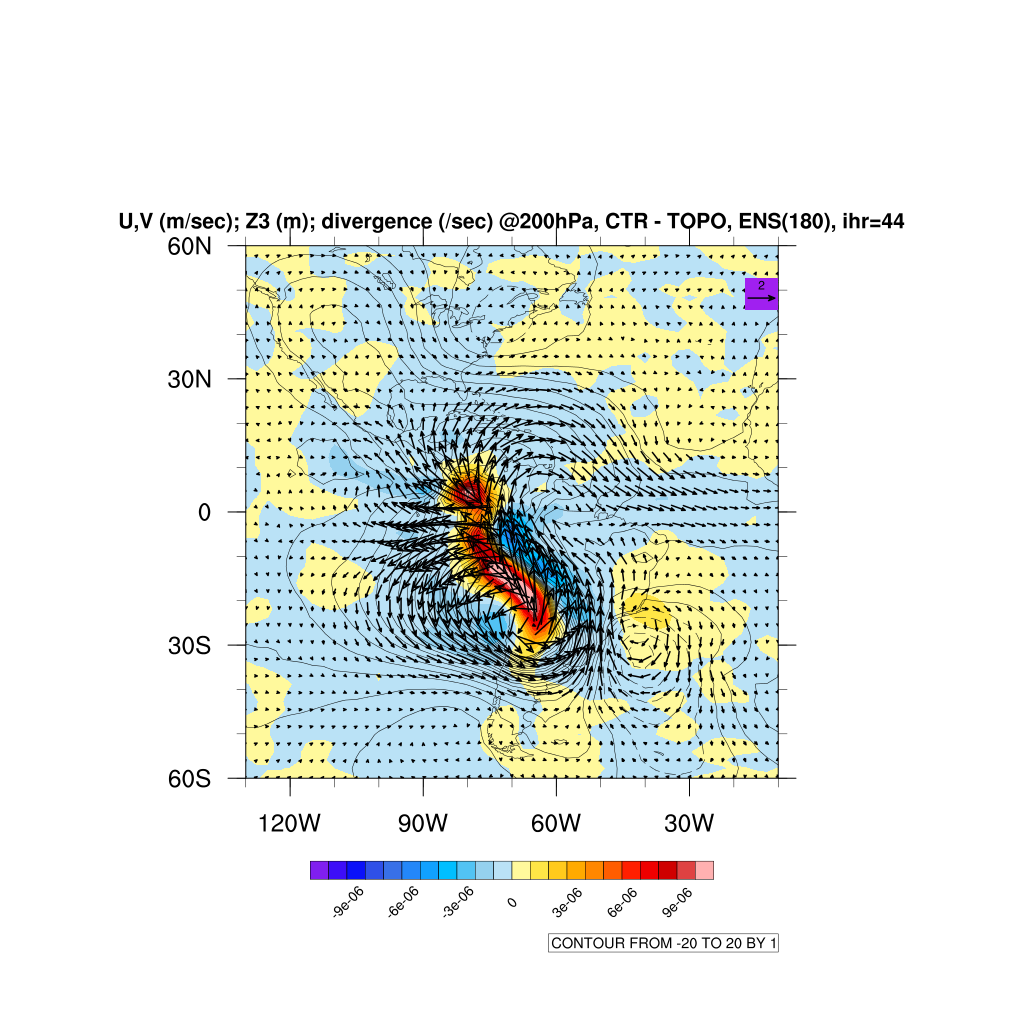 U,V (m/sec); Z3 (m); divergence (/sec) @200hPa, CTR - TOPO, ENS(180), ihr=44
60N
2
30N
0
30S
60S
120W 90W 60W 30W
-9e-06 -6e-06 -3e-06 0 3e-06 6e-06 9e-06
CONTOUR FROM -20 TO 20 BY 1